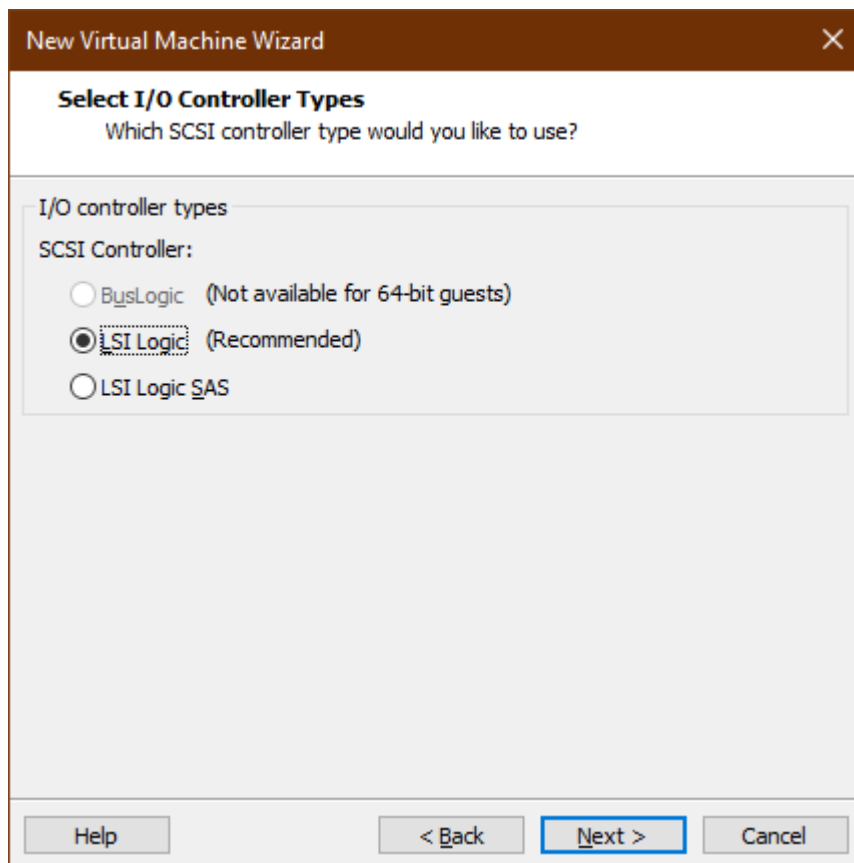 New Virtual Machine Wizard
Select I/O Controller Types
Which SCSI controller type would you like to use?
I/O controller types
SCSI Controller:
BusLogic (Not available for 64-bit guests)
LSI Logic (Recommended)
LSI Logic SAS
Help < Back Next > Cancel